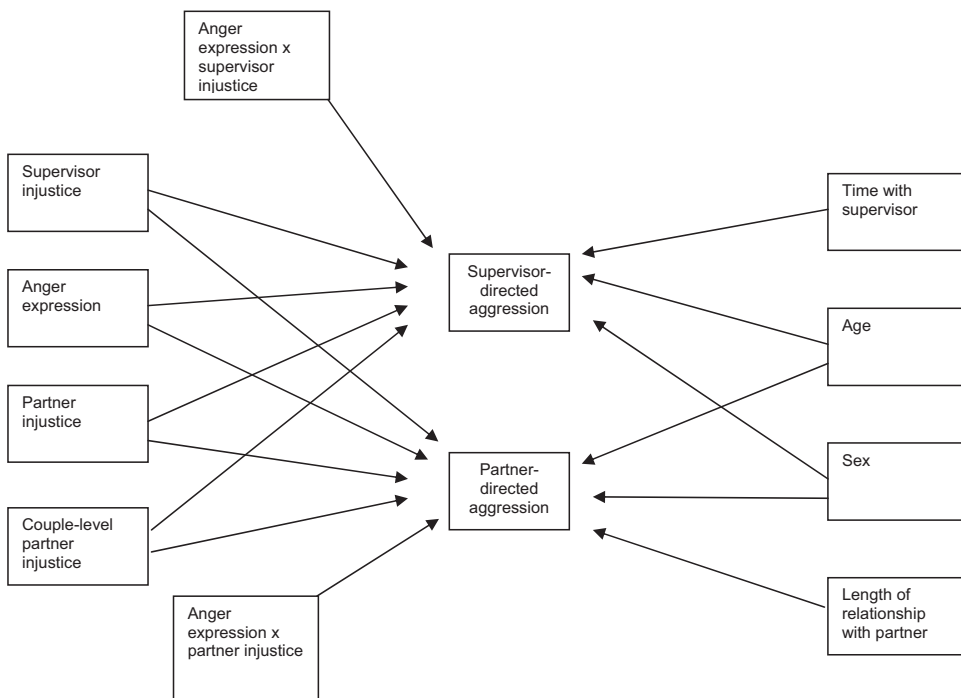 Anger
expression x
supervisor
injustice
Supervisor
injustice
Anger
expression
Partner
injustice
Couple-level
partner
injustice
Anger
expression x
partner injustice
Supervisor-
directed
aggression
Partner-
directed
aggression
Time with
supervisor
Age
Sex
Length of
relationship
with partner